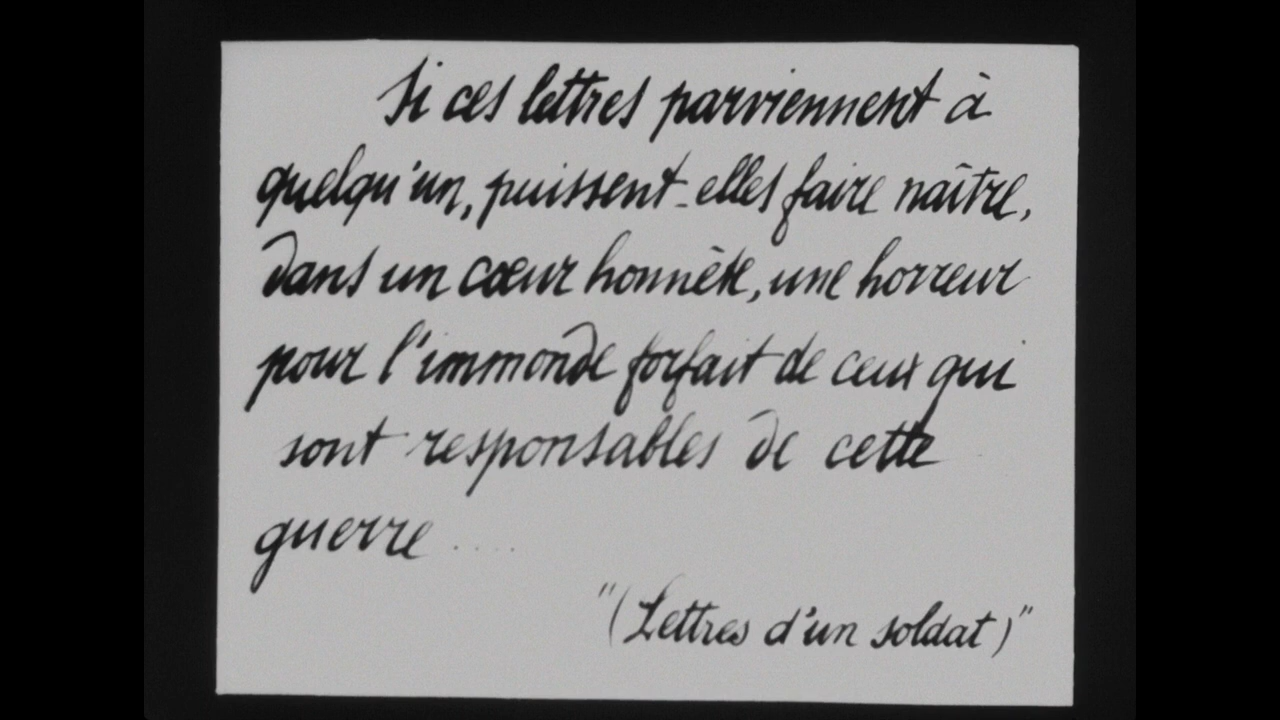 Si ces lettres parviennent à
quelqu'un, puissent-elles faire naître,
dans un cœur honnête, une horreur
pour l'immonde forfait de ceux qui
sont responsables de cette
guerre .....
"(Lettres d'un soldat)"